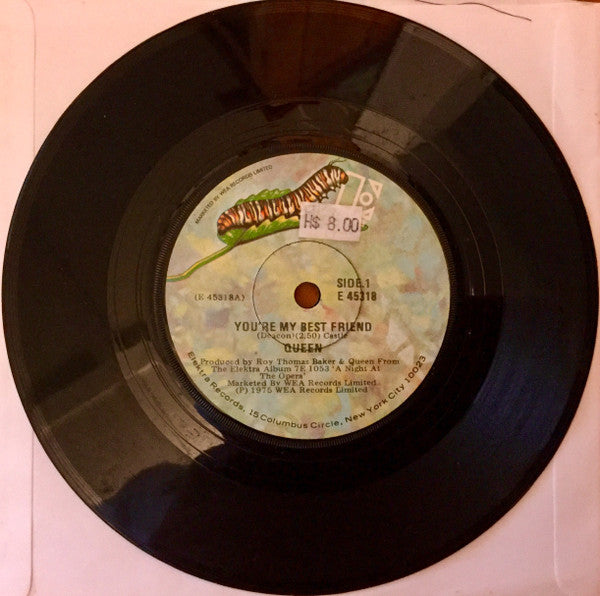 MARKETED BY WEA RECORDS LIMITED
H$ 8.00
SIDE.1
(E 45318A)
E 45318
YOU'RE MY BEST FRIEND
(Deacon)(2.50) Castle
QUEEN
Produced by Roy Thomas Baker & Queen From
The Elektra Album 7E 1053 'A Night At
The Opera'
Marketed By WEA Records Limited.
(P) 1975 WEA Records Limited
Elektra Records, 15 Columbus Circle, New York City 10023